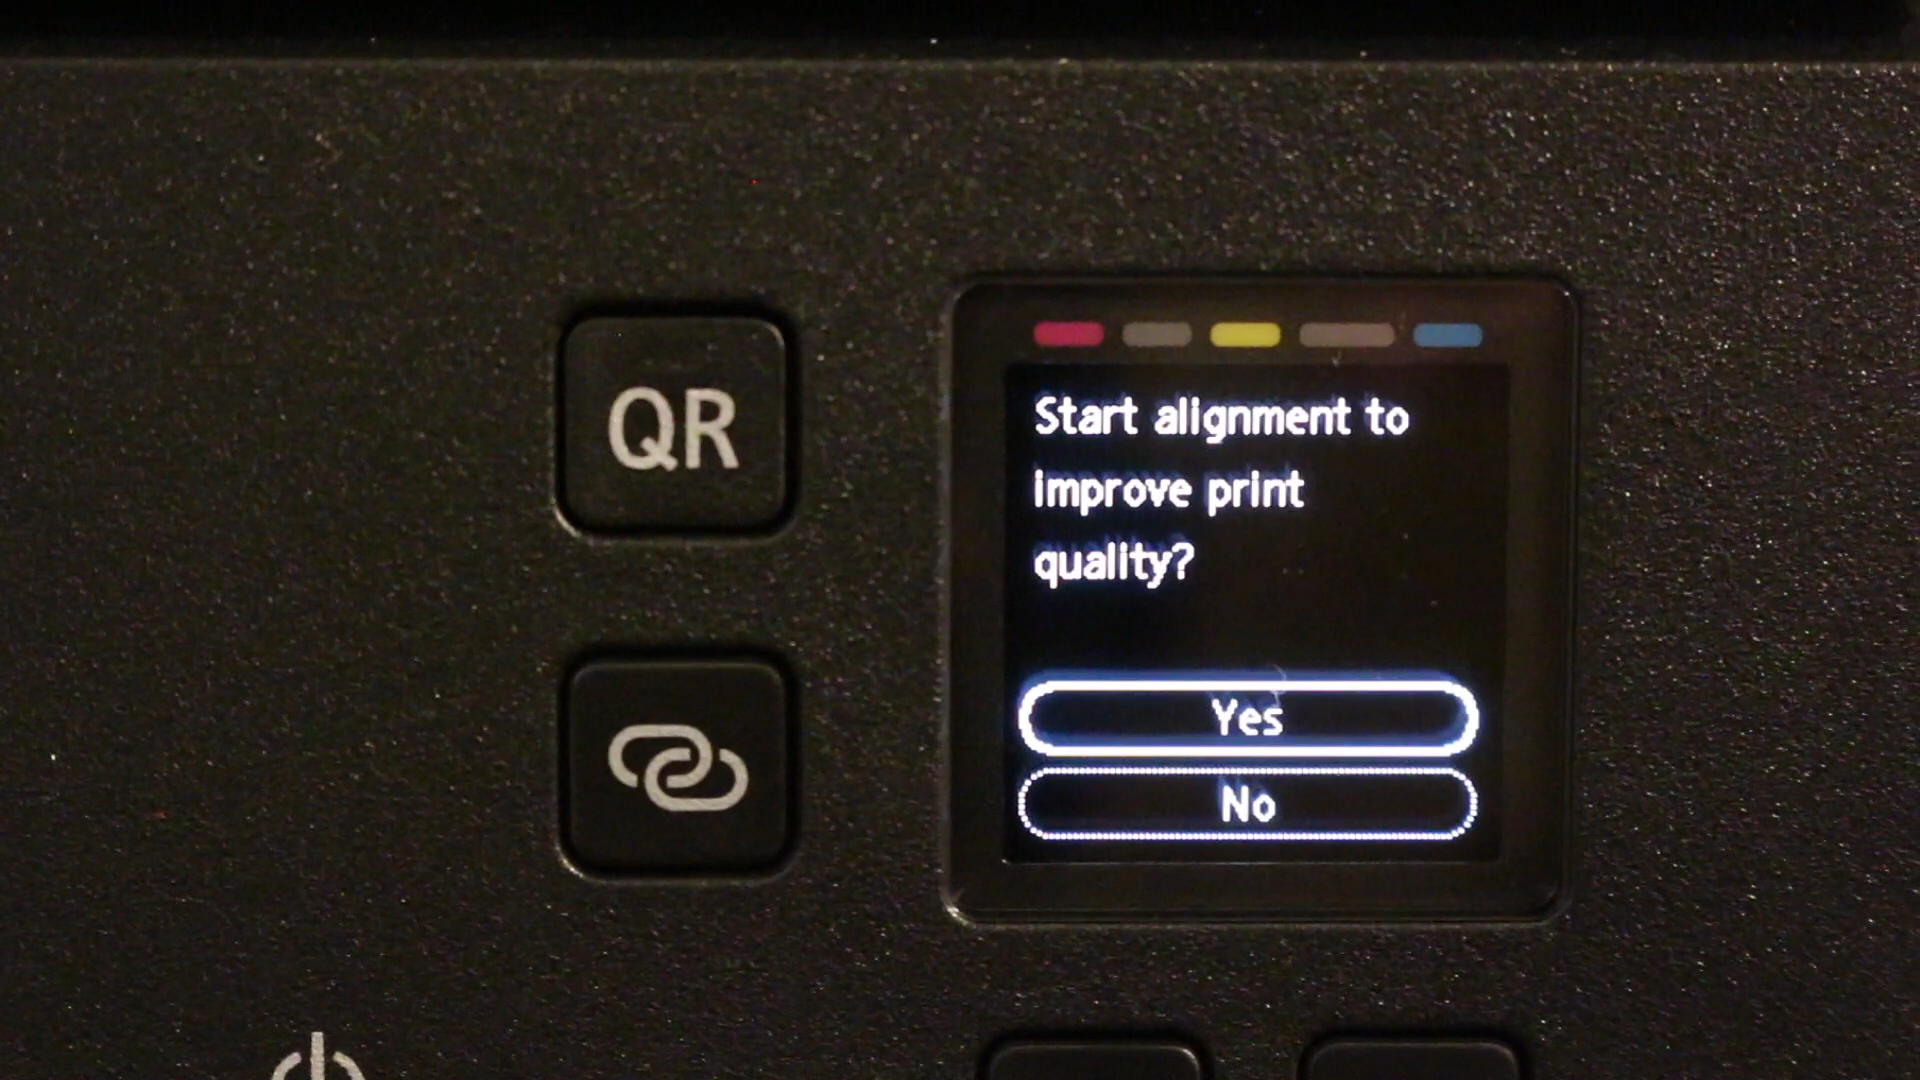 QR
Start alignment to
improve print
quality?
Yes
No